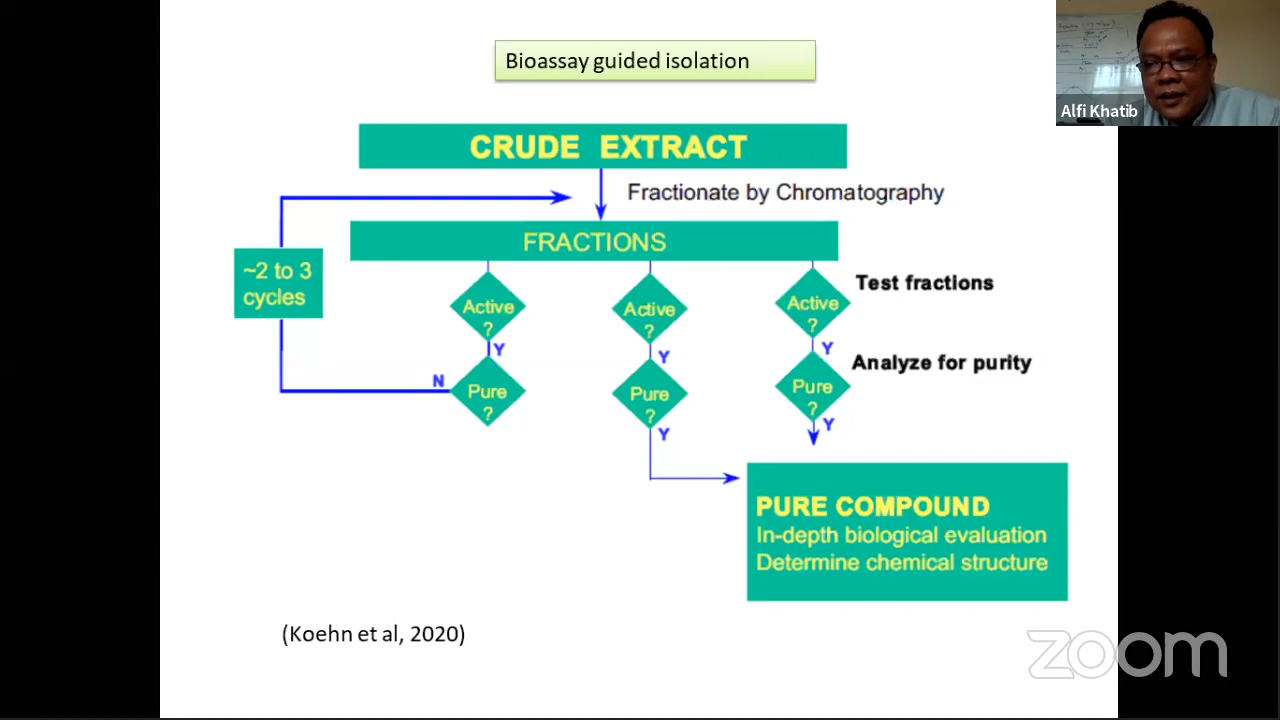 Bioassay guided isolation
Alfi Khatib
CRUDE EXTRACT
Fractionate by Chromatography
FRACTIONS
~2 to 3
cycles
Active
?
Active
?
Active
?
Test fractions
Y
Y
Y
Analyze for purity
N
Pure
?
Pure
?
Pure
?
Y
Y
PURE COMPOUND
In-depth biological evaluation
Determine chemical structure
(Koehn et al, 2020)
zoom